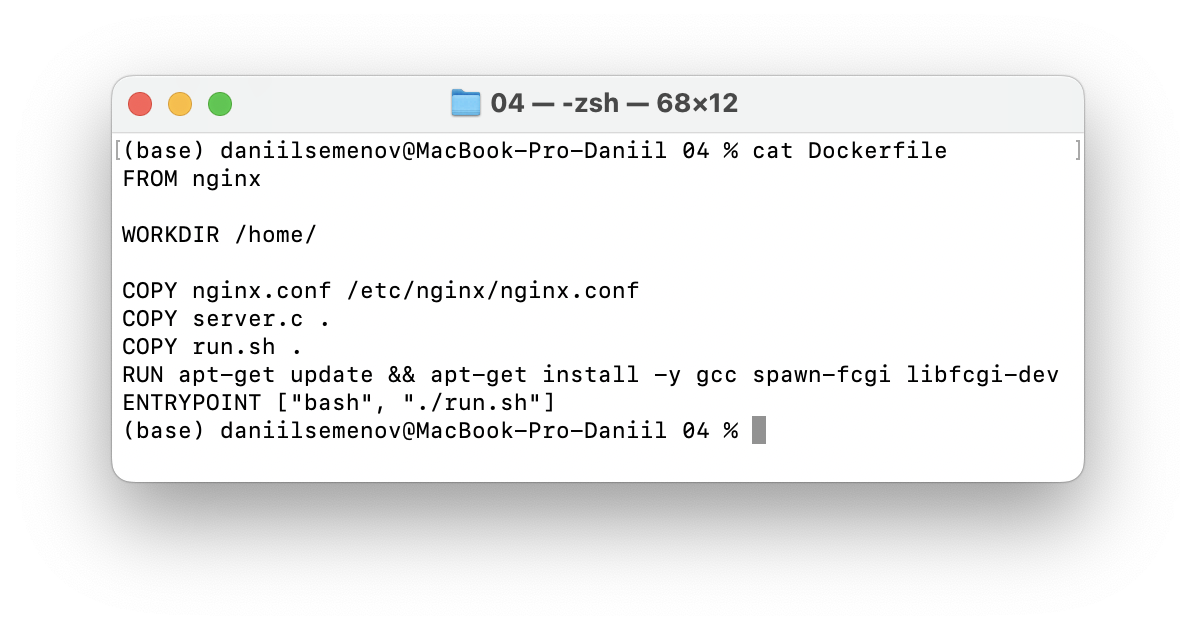 04 — -zsh — 68×12
[(base) daniilsemenov@MacBook-Pro-Daniil 04 % cat Dockerfile ]
FROM nginx
WORKDIR /home/
COPY nginx.conf /etc/nginx/nginx.conf
COPY server.c .
COPY run.sh .
RUN apt-get update && apt-get install -y gcc spawn-fcgi libfcgi-dev
ENTRYPOINT ["bash", "./run.sh"]
(base) daniilsemenov@MacBook-Pro-Daniil 04 %